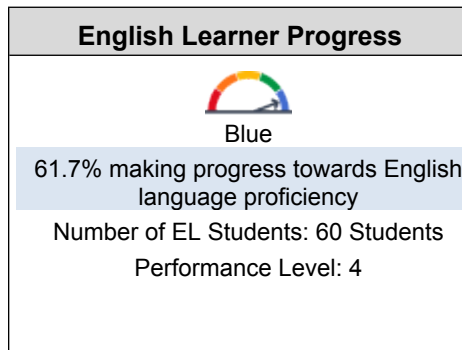 English Learner Progress
Blue
61.7% making progress towards English
language proficiency
Number of EL Students: 60 Students
Performance Level: 4